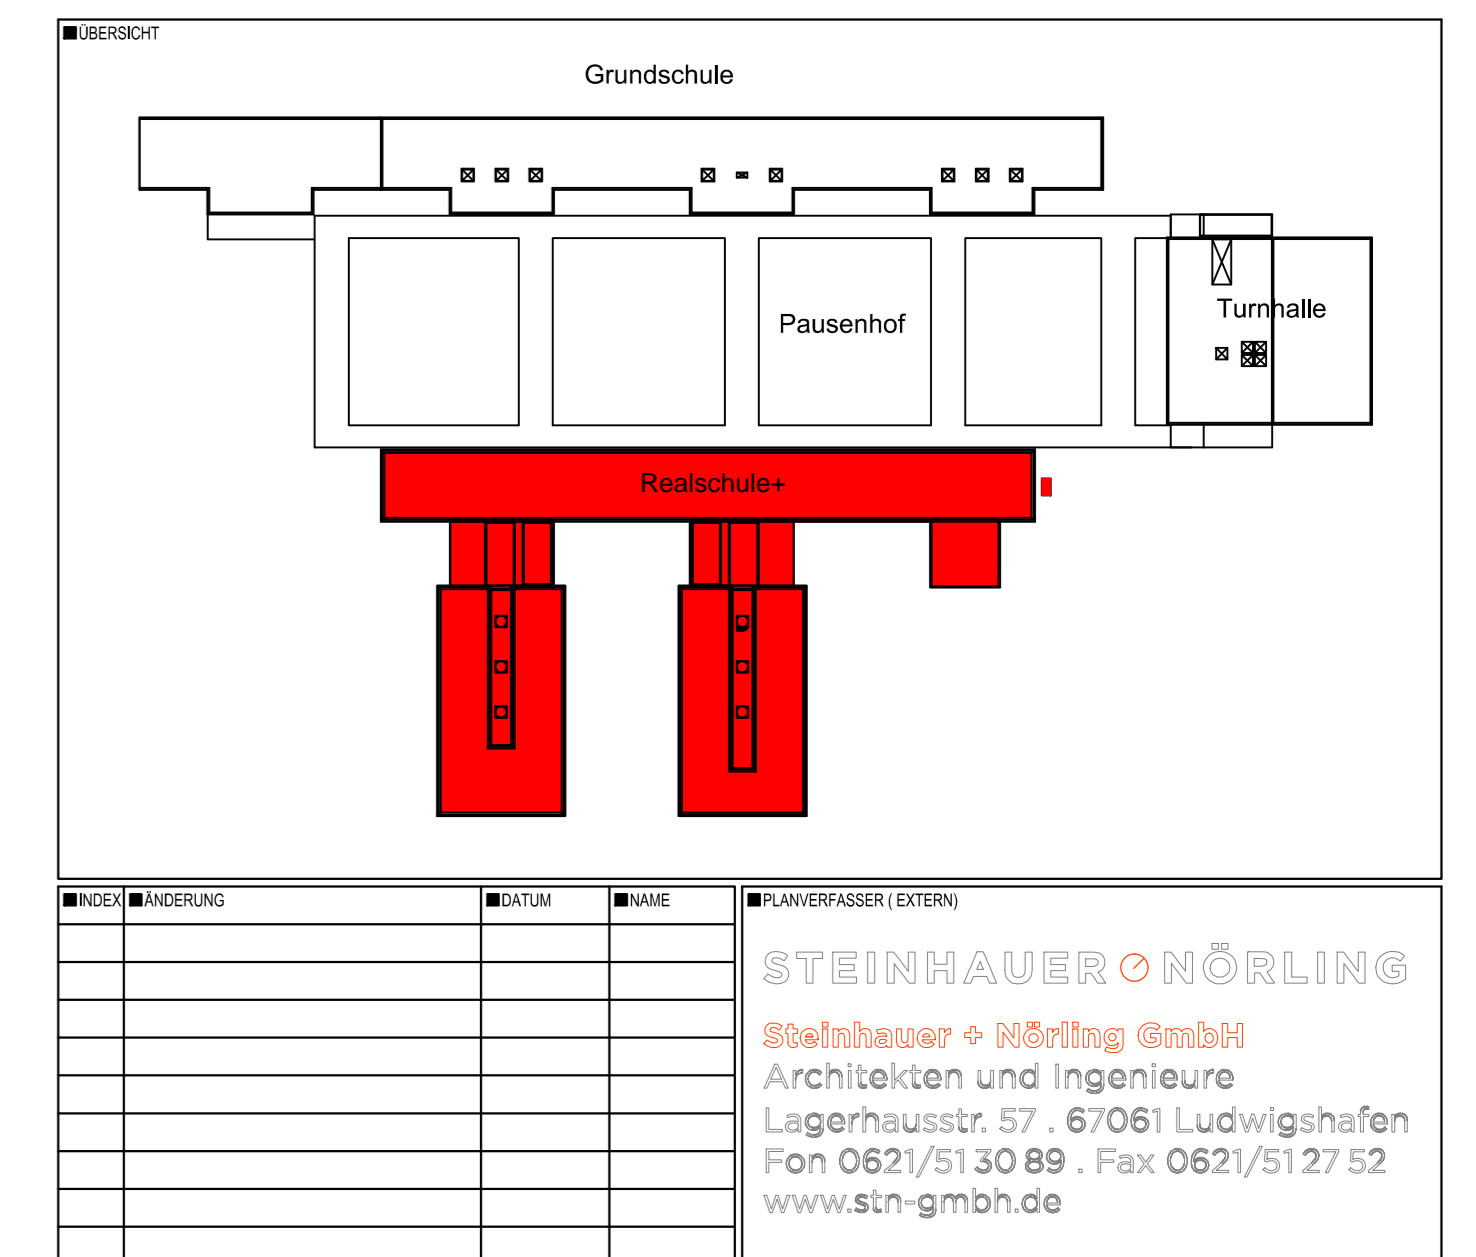 ÜBERSICHT
Grundschule
Pausenhof
Turnhalle
Realschule+
INDEX ÄNDERUNG DATUM NAME
PLANVERFASSER ( EXTERN)
STEINHAUER NÖRLING
Steinhauer + Nörling GmbH
Architekten und Ingenieure
Lagerhausstr. 57 . 67061 Ludwigshafen
Fon 0621/51 30 89 . Fax 0621/51 27 52
www.stn-gmbh.de